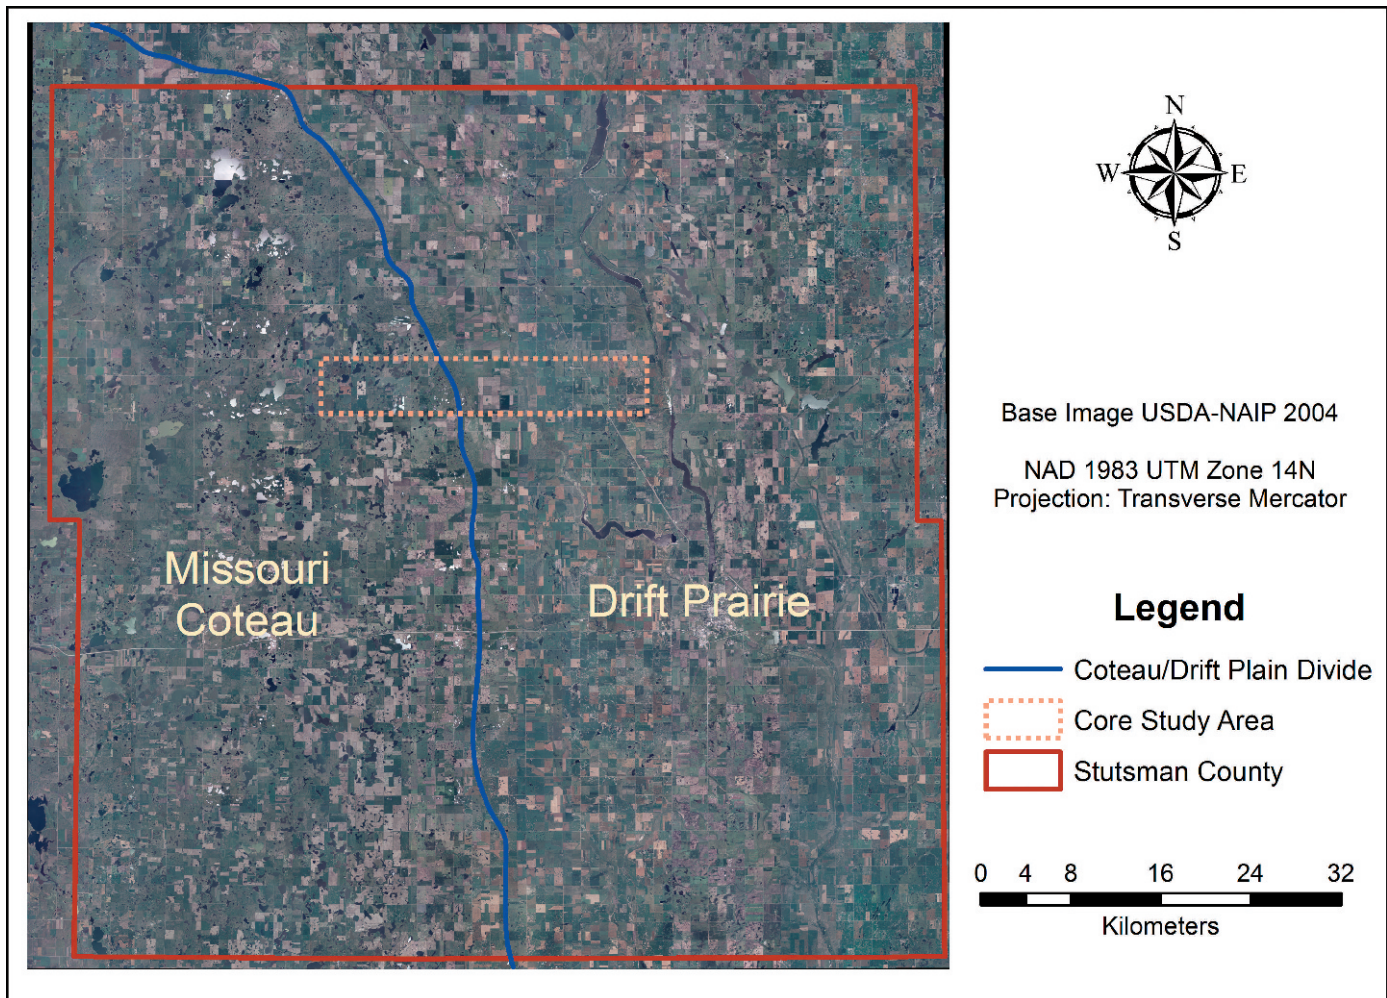 N
W E
S
Base Image USDA-NAIP 2004
NAD 1983 UTM Zone 14N
Projection: Transverse Mercator
Missouri
Coteau
Drift Prairie
Legend
Coteau/Drift Plain Divide
Core Study Area
Stutsman County
0 4 8 16 24 32
Kilometers